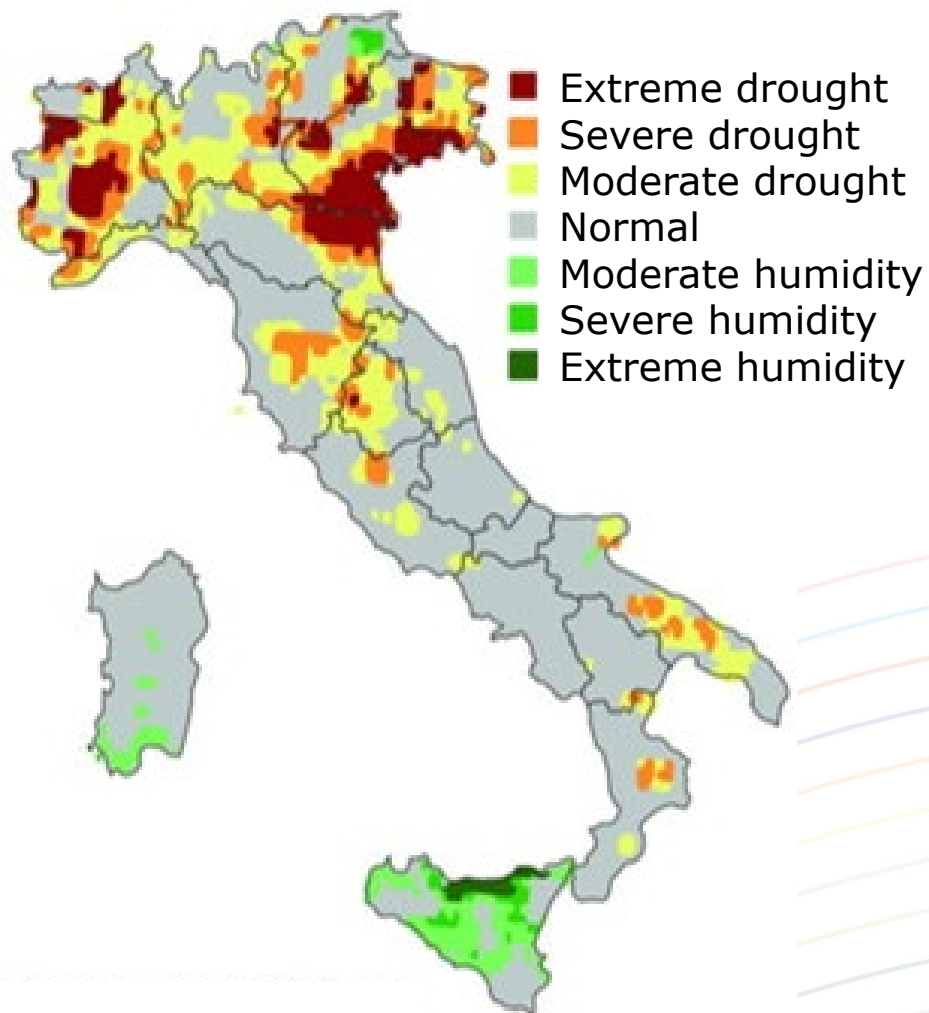 Extreme drought
Severe drought
Moderate drought
Normal
Moderate humidity
Severe humidity
Extreme humidity